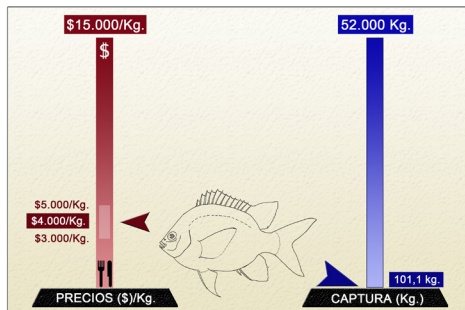 $15.000/Kg.
52.000 Kg.
$
$5.000/Kg.
$4.000/Kg.
$3.000/Kg.
101,1 kg.
PRECIOS ($)/Kg.
CAPTURA (Kg.)